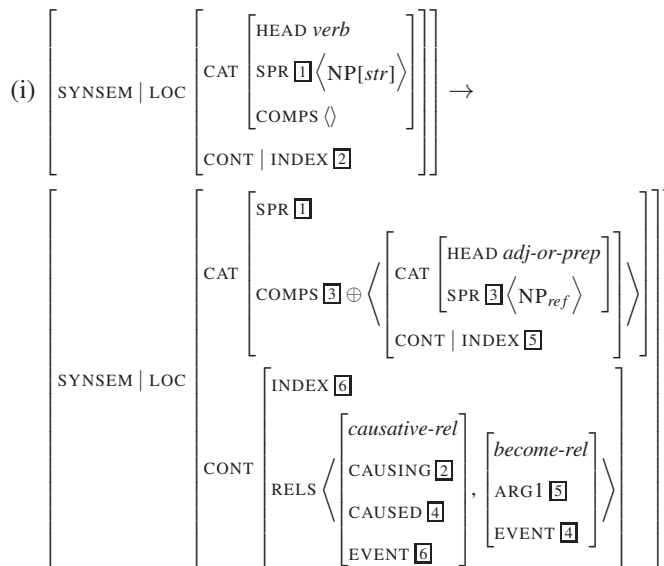 HEAD verb
(i) SYNSEM | LOC CAT SPR 1 ⟨NP[str]⟩ →
COMPS ⟨⟩
CONT | INDEX 2
SPR 1
HEAD adj-or-prep
CAT COMPS 3 ⊕ ⟨ CAT SPR 3 ⟨NP_ref⟩ ⟩
CONT | INDEX 5
SYNSEM | LOC
INDEX 6
causative-rel
become-rel
CAUSING 2
CONT RELS ⟨ , ARG1 5 ⟩
CAUSED 4
EVENT 4
EVENT 6